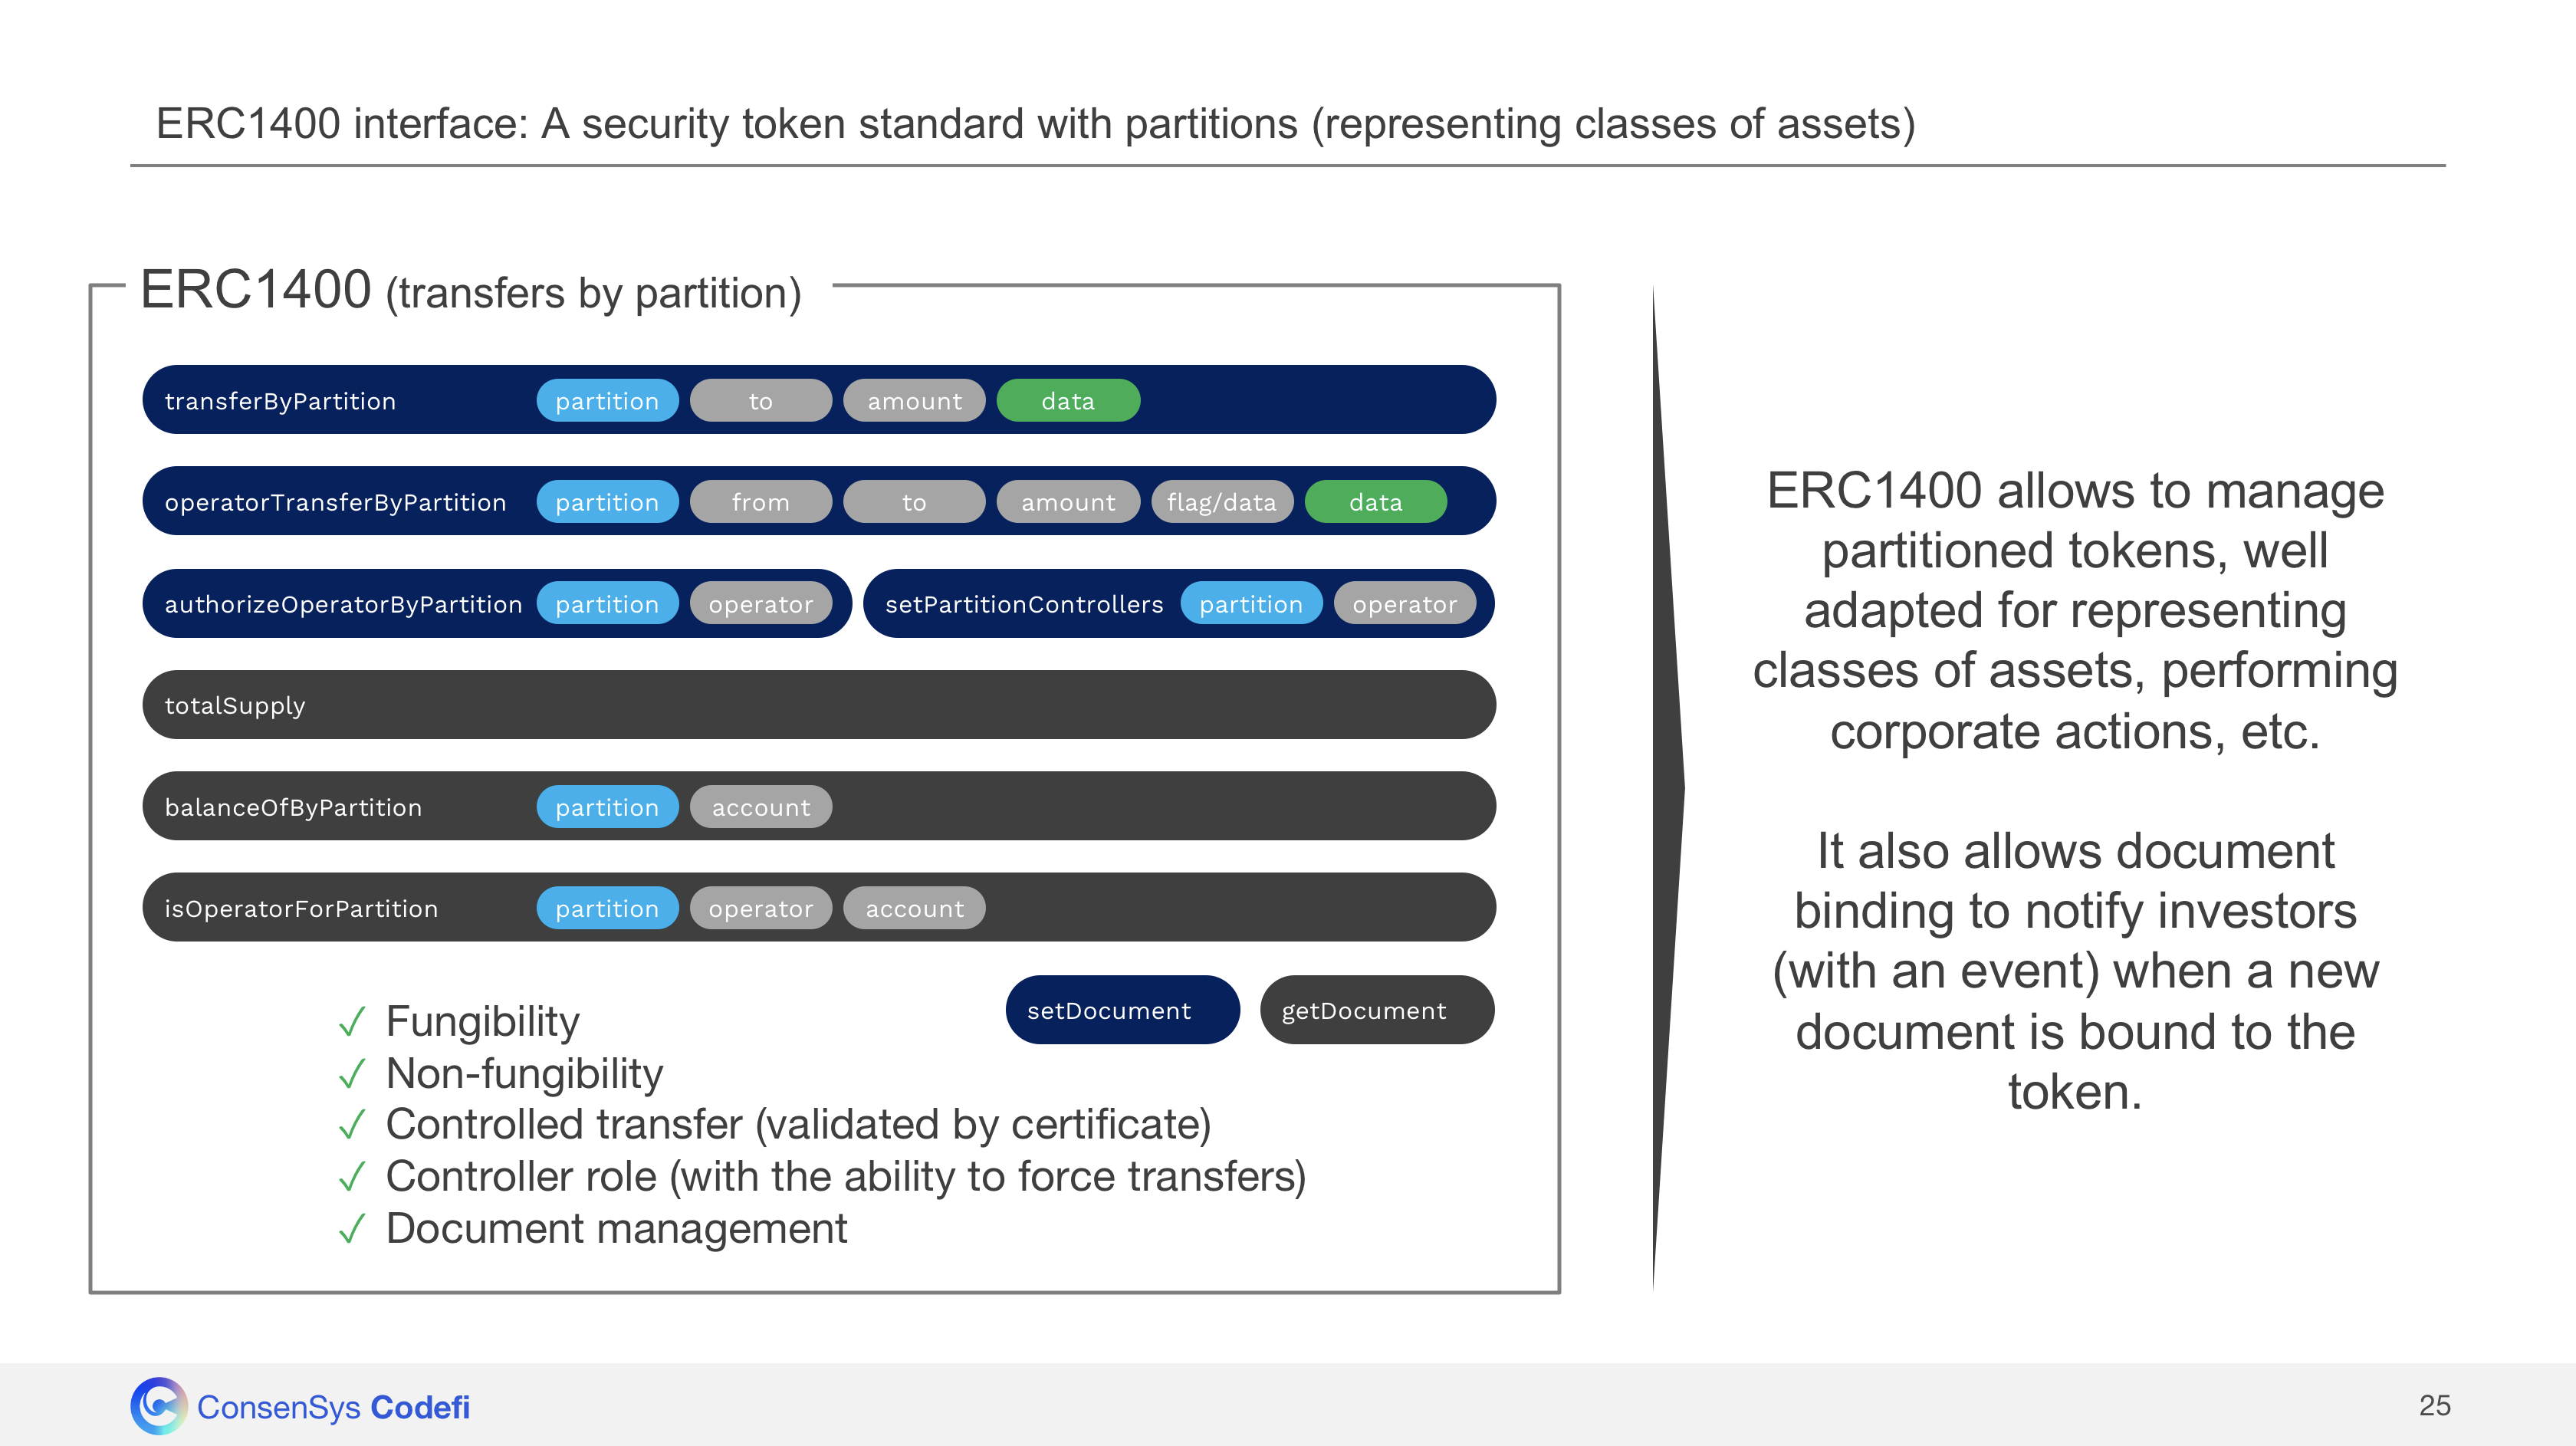 ERC1400 interface: A security token standard with partitions (representing classes of assets)
ERC1400 (transfers by partition)
transferByPartition partition to amount data
operatorTransferByPartition partition from to amount flag/data data
authorizeOperatorByPartition partition operator setPartitionControllers partition operator
totalSupply
balanceOfByPartition partition account
isOperatorForPartition partition operator account
setDocument getDocument
✓ Fungibility
✓ Non-fungibility
✓ Controlled transfer (validated by certificate)
✓ Controller role (with the ability to force transfers)
✓ Document management
ERC1400 allows to manage
partitioned tokens, well
adapted for representing
classes of assets, performing
corporate actions, etc.
It also allows document
binding to notify investors
(with an event) when a new
document is bound to the
token.
ConsenSys Codefi
25